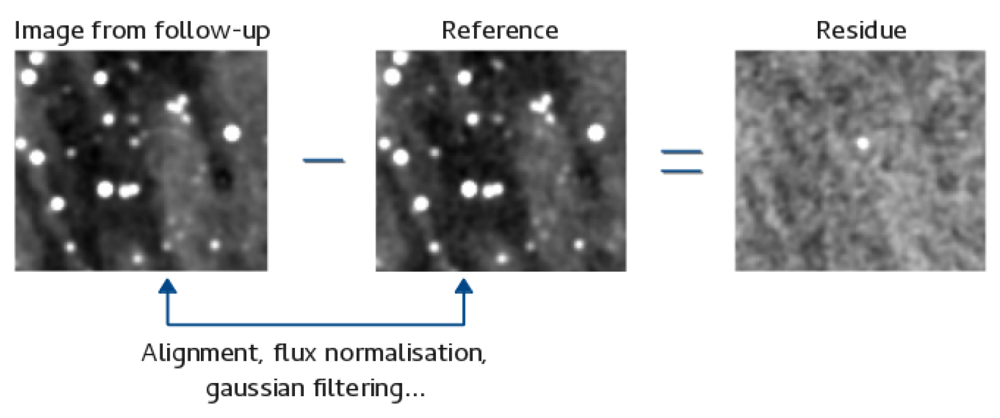 Image from follow-up
Reference
Residue
Alignment, flux normalisation,
gaussian filtering...